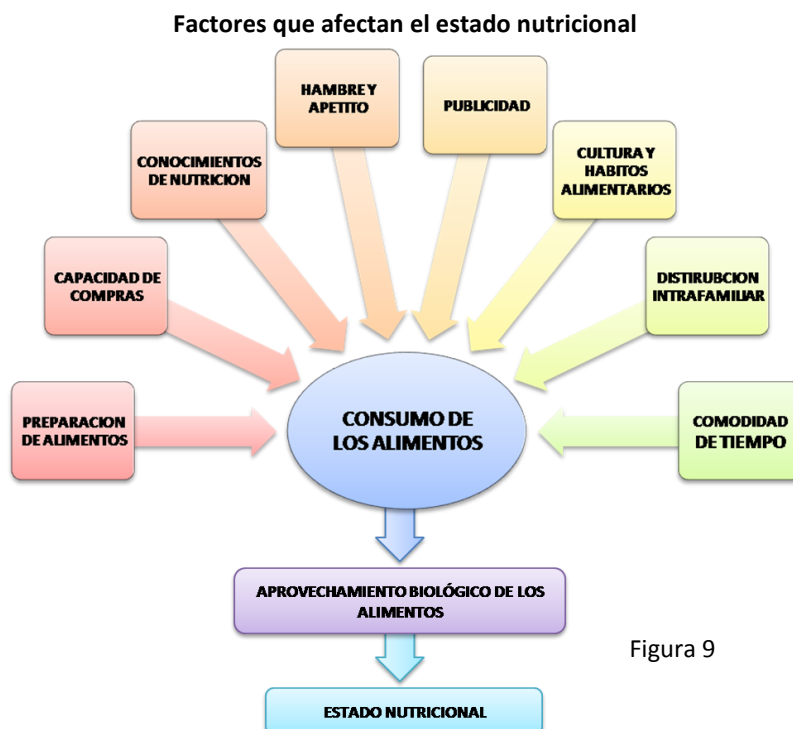 Factores que afectan el estado nutricional
HAMBRE Y
APETITO
PUBLICIDAD
CONOCIMIENTOS
DE NUTRICION
CULTURA Y
HABITOS
ALIMENTARIOS
CAPACIDAD DE
COMPRAS
DISTIRUBCION
INTRAFAMILIAR
PREPARACION
DE ALIMENTOS
CONSUMO DE
LOS ALIMENTOS
COMODIDAD
DE TIEMPO
APROVECHAMIENTO BIOLÓGICO DE LOS
ALIMENTOS
Figura 9
ESTADO NUTRICIONAL